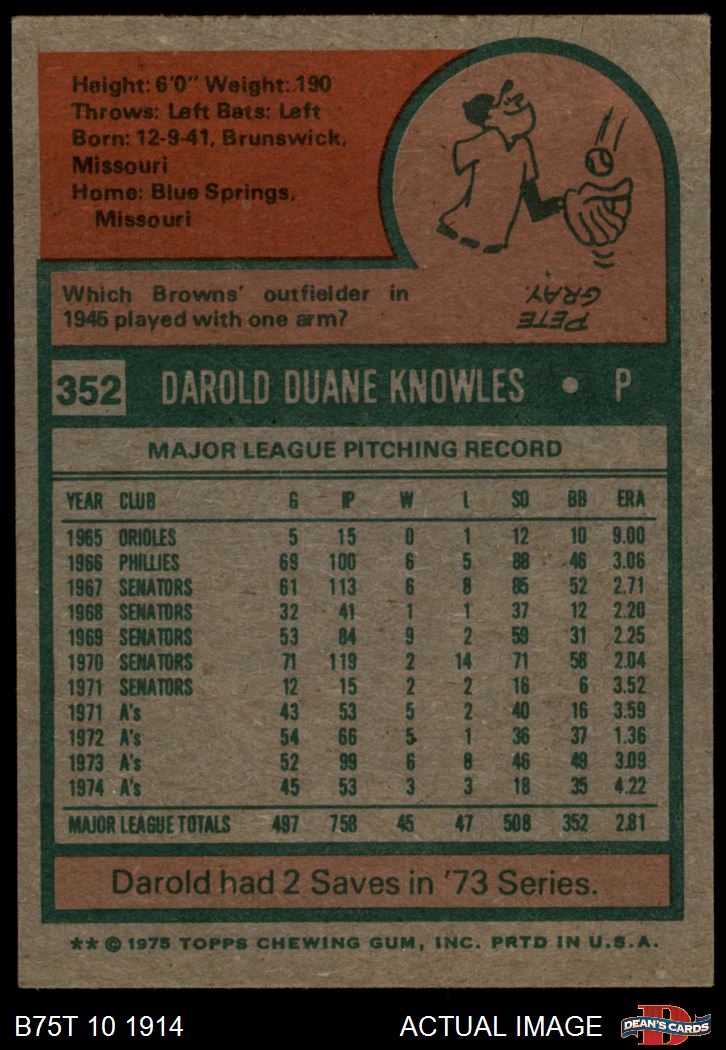 Height: 6'0" Weight: 190
Throws: Left Bats: Left
Born: 12-9-41, Brunswick,
Missouri
Home: Blue Springs,
Missouri
Which Browns' outfielder in
1945 played with one arm?
PETE
GRAY.
352 DAROLD DUANE KNOWLES • P
MAJOR LEAGUE PITCHING RECORD
YEAR CLUB G IP W L SO BB ERA
1965 ORIOLES 5 15 0 1 12 10 9.00
1966 PHILLIES 69 100 6 5 88 46 3.06
1967 SENATORS 61 113 6 8 85 52 2.71
1968 SENATORS 32 41 1 1 37 12 2.20
1969 SENATORS 53 84 9 2 59 31 2.25
1970 SENATORS 71 119 2 14 71 58 2.04
1971 SENATORS 12 15 2 2 16 6 3.52
1971 A's 43 53 5 2 40 16 3.59
1972 A's 54 66 5 1 36 37 1.36
1973 A's 52 99 6 8 46 49 3.09
1974 A's 45 53 3 3 18 35 4.22
MAJOR LEAGUE TOTALS 497 758 45 47 508 352 2.81
Darold had 2 Saves in '73 Series.
** © 1975 TOPPS CHEWING GUM, INC. PRTD IN U.S.A.
B75T 10 1914 ACTUAL IMAGE D DEAN'S CARDS